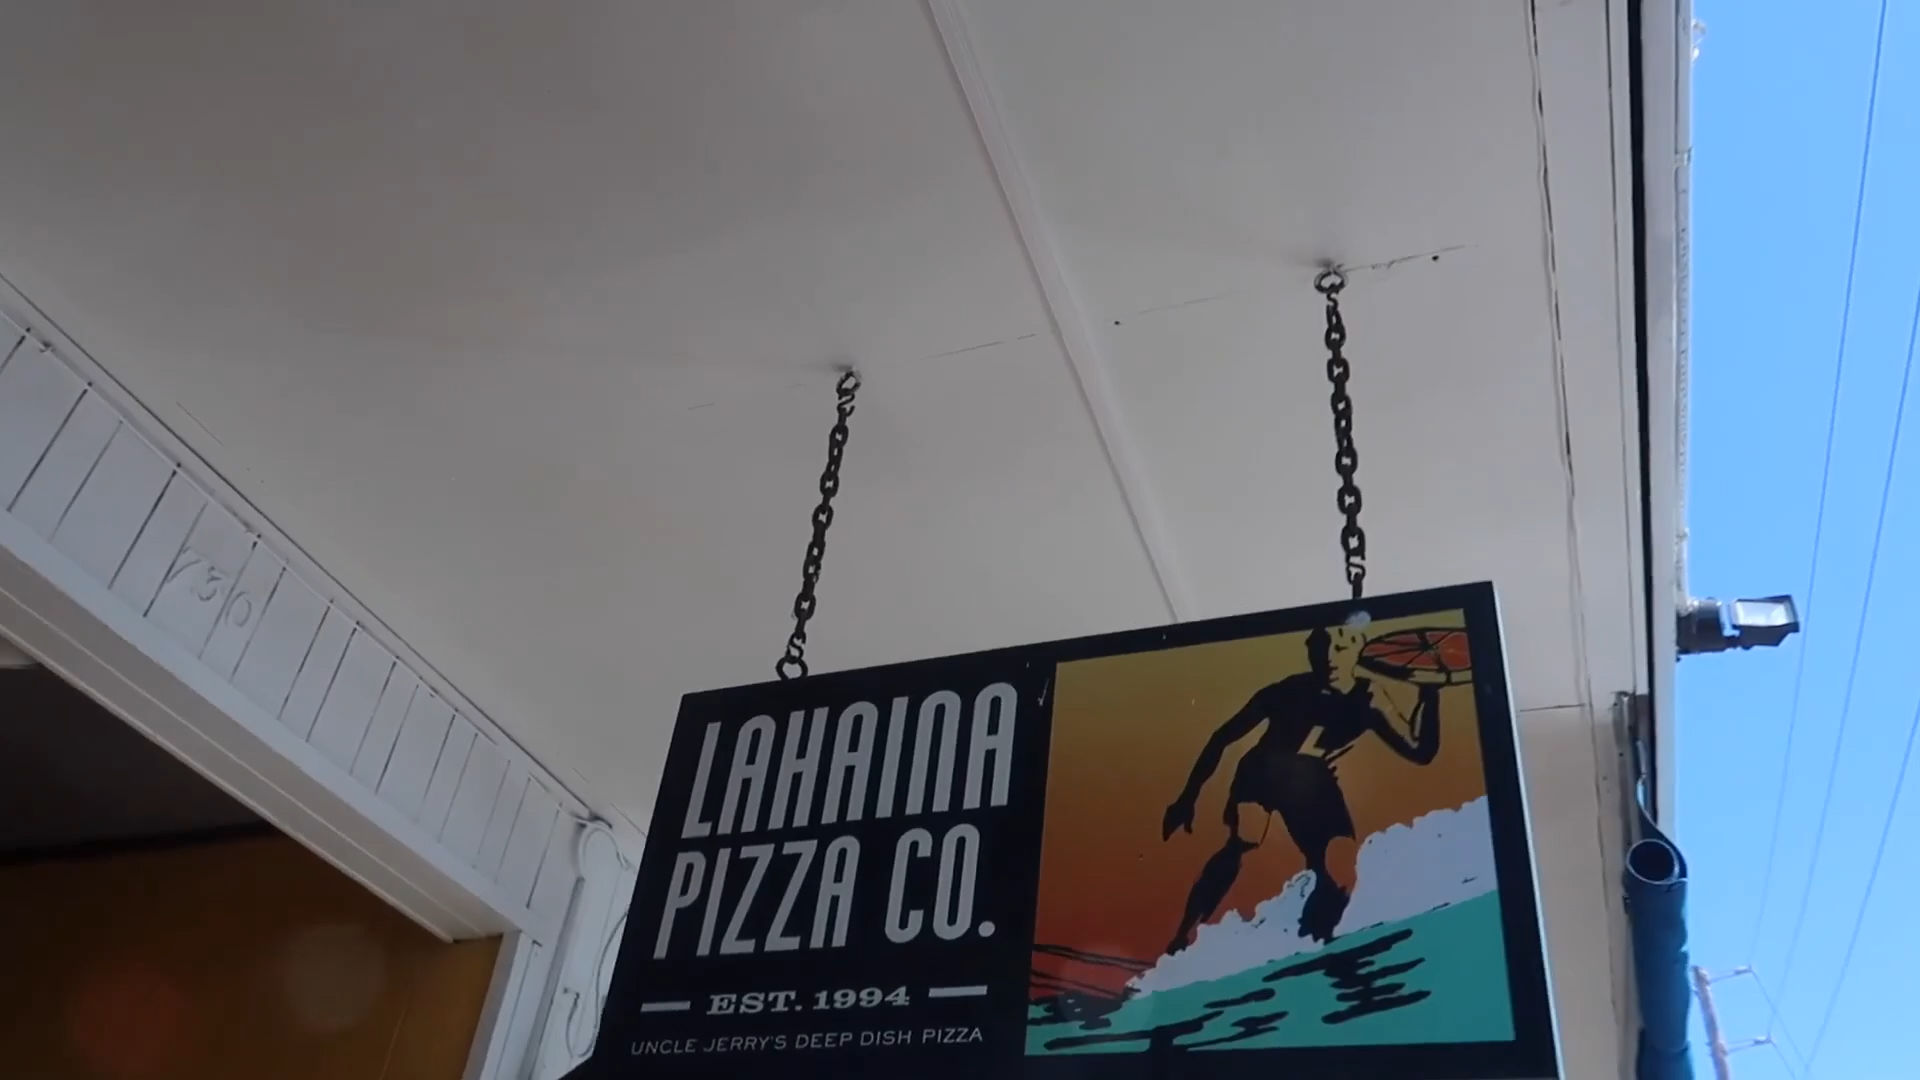 730
LAHAINA
PIZZA CO.
EST. 1994
UNCLE JERRY'S DEEP DISH PIZZA
L